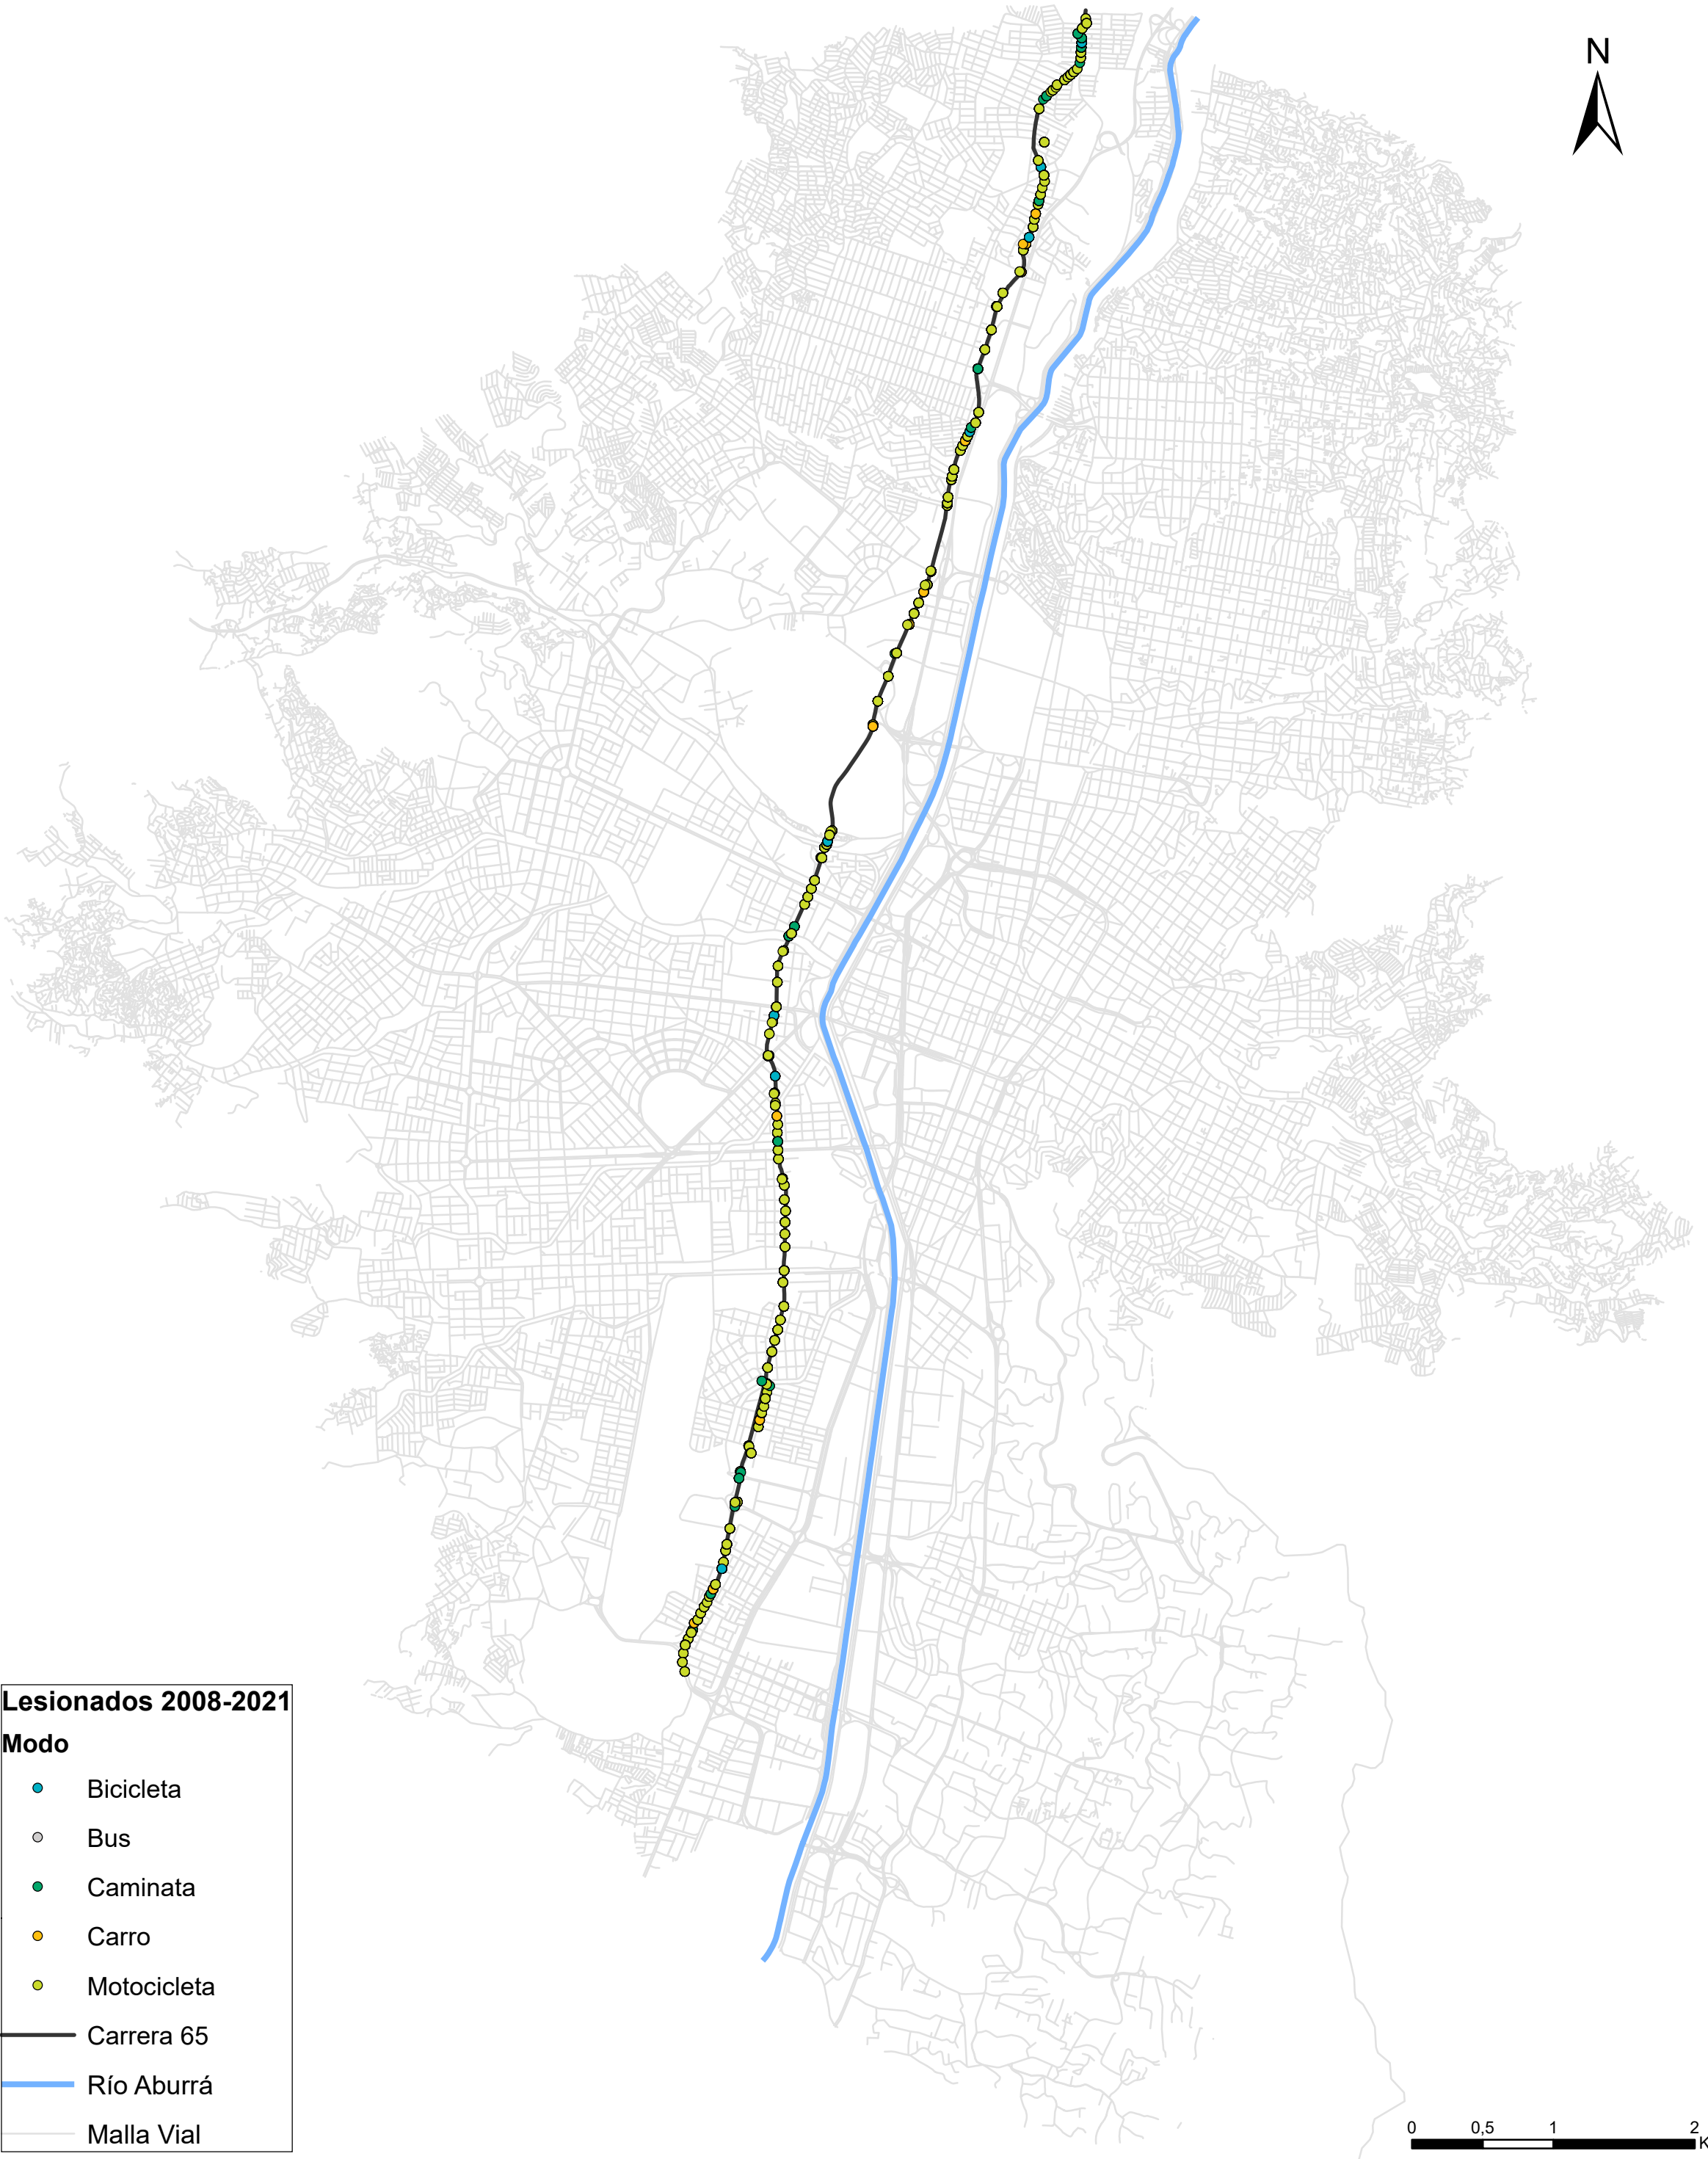 N
Lesionados 2008-2021
Modo
Bicicleta
Bus
Caminata
Carro
Motocicleta
Carrera 65
Río Aburrá
Malla Vial
0 0,5 1 2
K